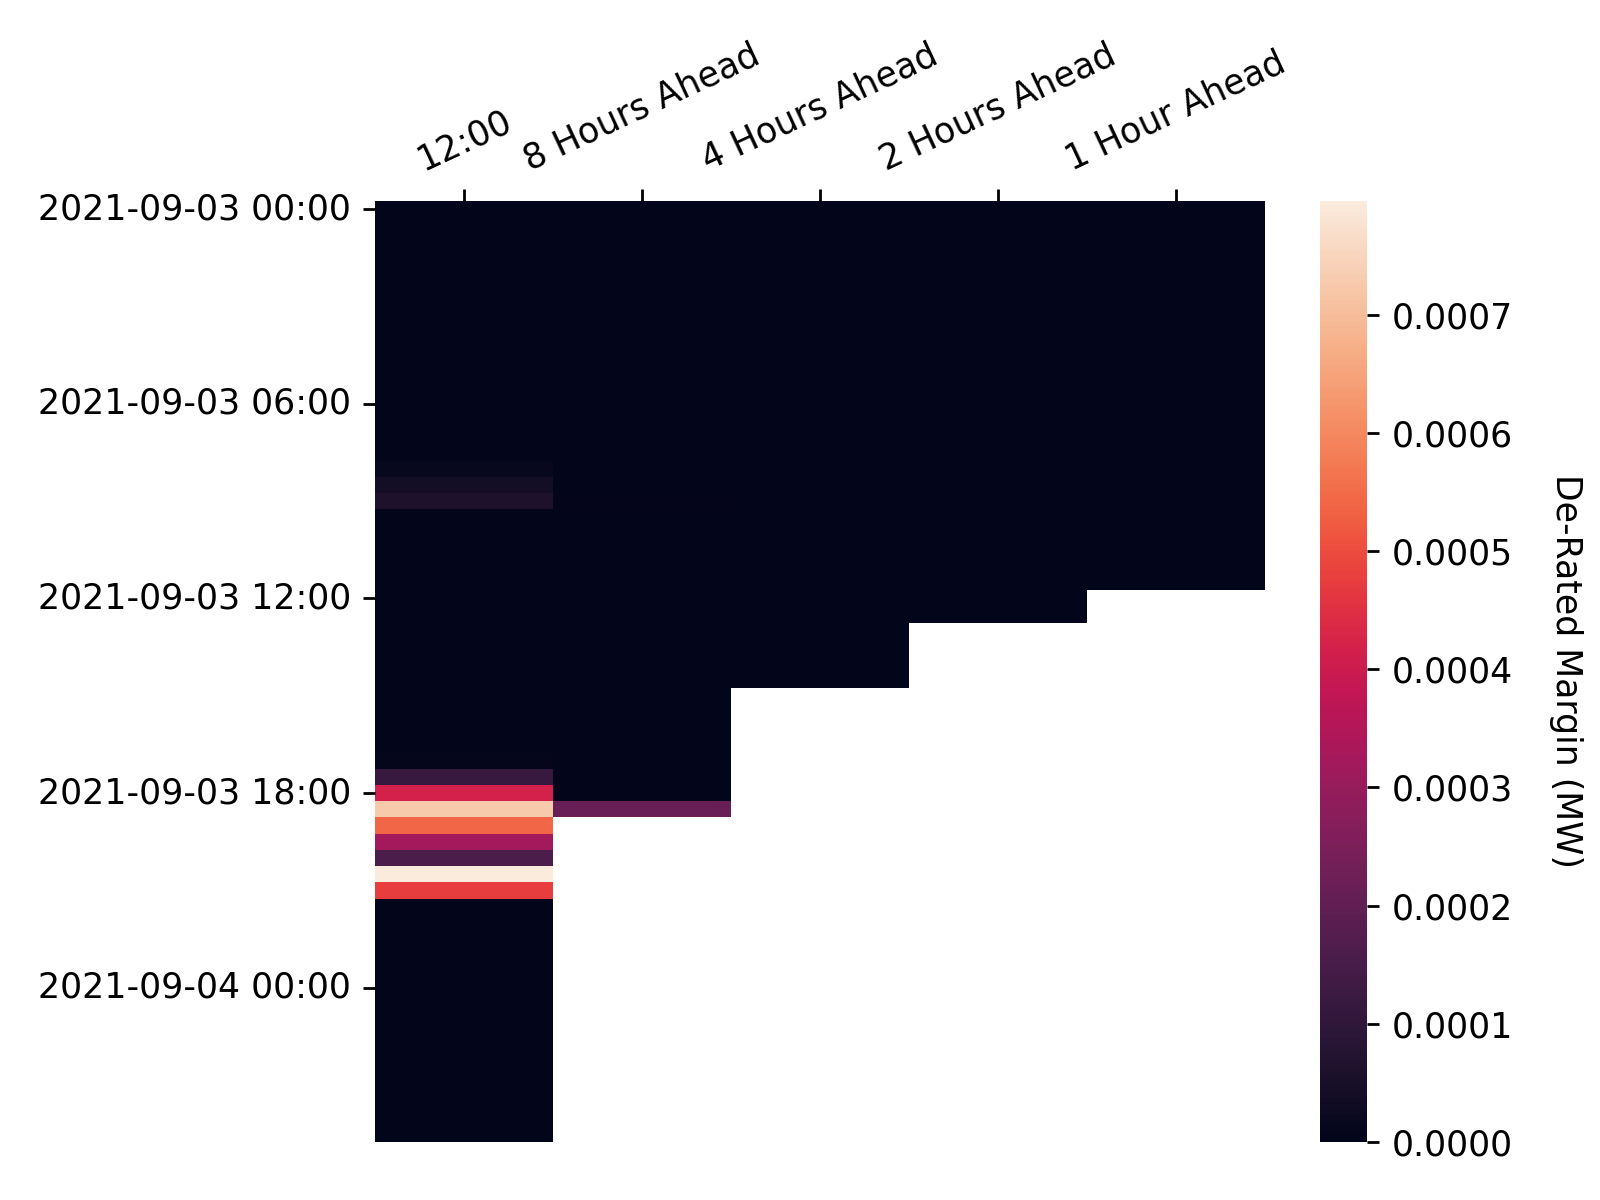 12:00
8 Hours Ahead
4 Hours Ahead
2 Hours Ahead
1 Hour Ahead
2021-09-03 00:00
2021-09-03 06:00
2021-09-03 12:00
2021-09-03 18:00
2021-09-04 00:00
0.0007
0.0006
0.0005
0.0004
0.0003
0.0002
0.0001
0.0000
De-Rated Margin (MW)